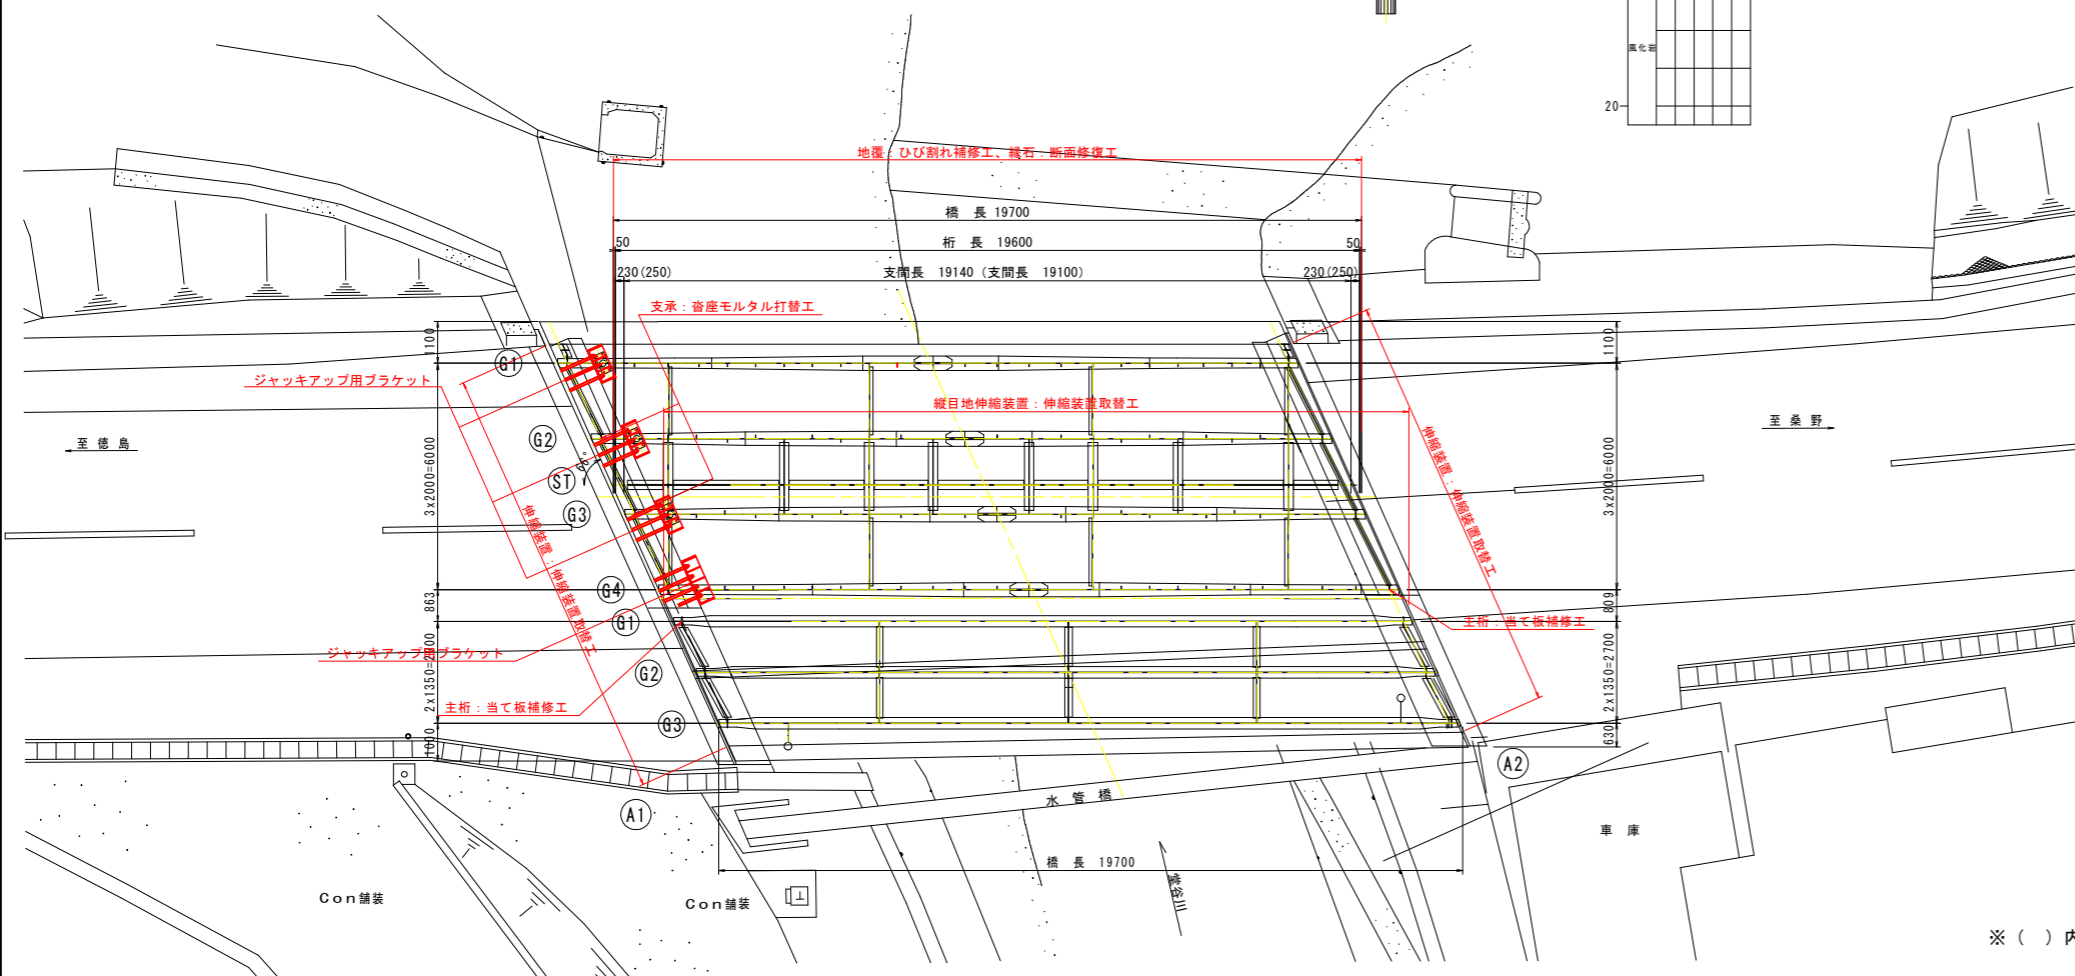 風化岩
20
地覆：ひび割れ補修工、縁石：断面修復工
橋 長 19700
50
桁 長 19600
50
230(250)
支間長 19140（支間長 19100）
230(250)
支承：沓座モルタル打替工
1100
1100
G1
ジャッキアップ用ブラケット
縦目地伸縮装置：伸縮装置取替工
至 徳 島
至 桑 野
G2
66°
ST
G3
3x2000=6000
3x2000=6000
伸縮装置：伸縮装置取替工
伸縮装置：伸縮装置取替工
G4
863
809
G1
主桁：当て板補修工
ジャッキアップ用ブラケット
G2
2x1350=2700
2x1350=2700
主桁：当て板補修工
G3
1000
630
A2
A1
水 管 橋
車 庫
橋 長 19700
Con舗装
Con舗装
※（ ）内